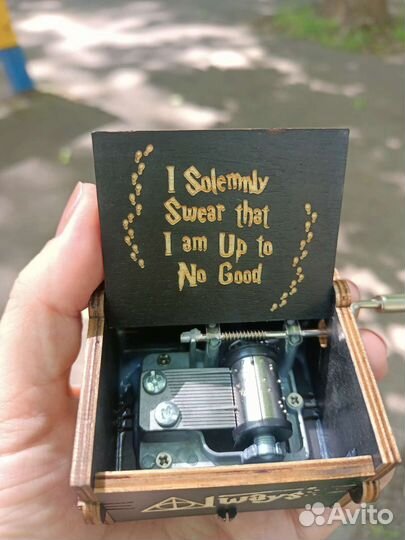 I Solemnly
Swear that
I am Up to
No Good
Always
Avito